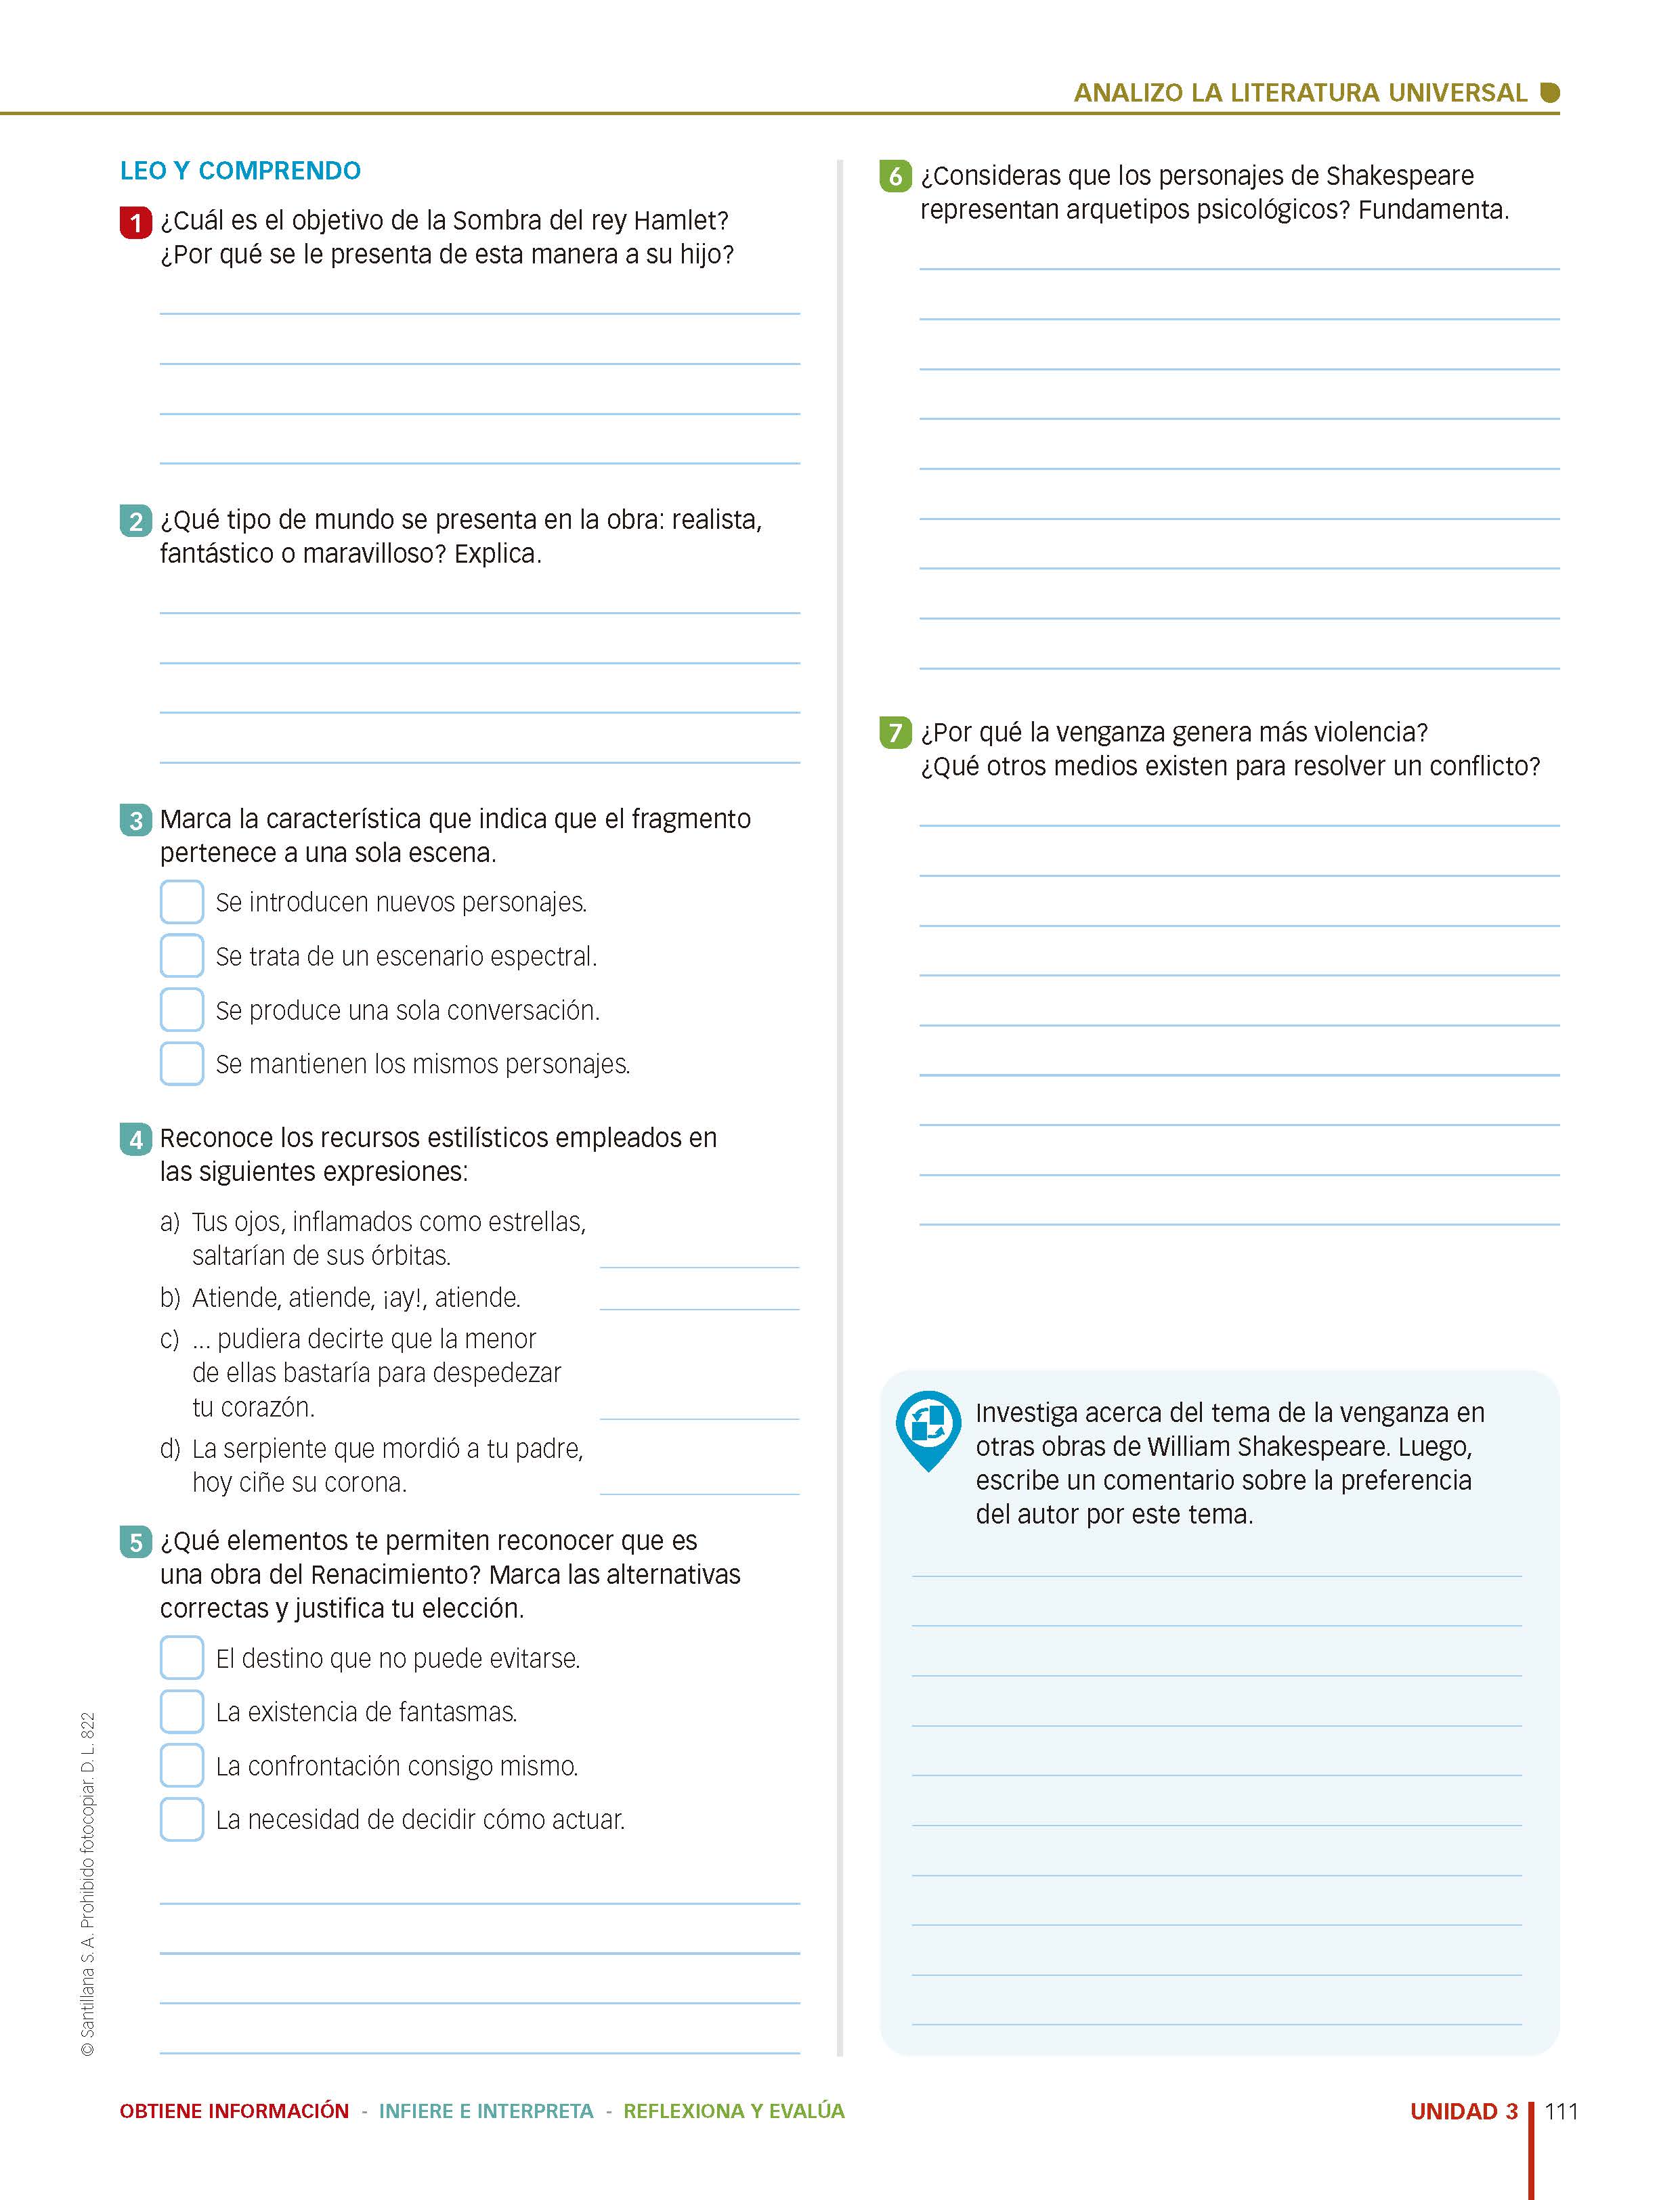 ANALIZO LA LITERATURA UNIVERSAL
LEO Y COMPRENDO
1 ¿Cuál es el objetivo de la Sombra del rey Hamlet?
¿Por qué se le presenta de esta manera a su hijo?
2 ¿Qué tipo de mundo se presenta en la obra: realista,
fantástico o maravilloso? Explica.
3 Marca la característica que indica que el fragmento
pertenece a una sola escena.
Se introducen nuevos personajes.
Se trata de un escenario espectral.
Se produce una sola conversación.
Se mantienen los mismos personajes.
4 Reconoce los recursos estilísticos empleados en
las siguientes expresiones:
a) Tus ojos, inflamados como estrellas,
saltarían de sus órbitas.
b) Atiende, atiende, ¡ay!, atiende.
c) ... pudiera decirte que la menor
de ellas bastaría para despedezar
tu corazón.
d) La serpiente que mordió a tu padre,
hoy ciñe su corona.
5 ¿Qué elementos te permiten reconocer que es
una obra del Renacimiento? Marca las alternativas
correctas y justifica tu elección.
El destino que no puede evitarse.
La existencia de fantasmas.
La confrontación consigo mismo.
La necesidad de decidir cómo actuar.
6 ¿Consideras que los personajes de Shakespeare
representan arquetipos psicológicos? Fundamenta.
7 ¿Por qué la venganza genera más violencia?
¿Qué otros medios existen para resolver un conflicto?
Investiga acerca del tema de la venganza en
otras obras de William Shakespeare. Luego,
escribe un comentario sobre la preferencia
del autor por este tema.
© Santillana S. A. Prohibido fotocopiar. D. L. 822
OBTIENE INFORMACIÓN - INFIERE E INTERPRETA - REFLEXIONA Y EVALÚA
UNIDAD 3 111